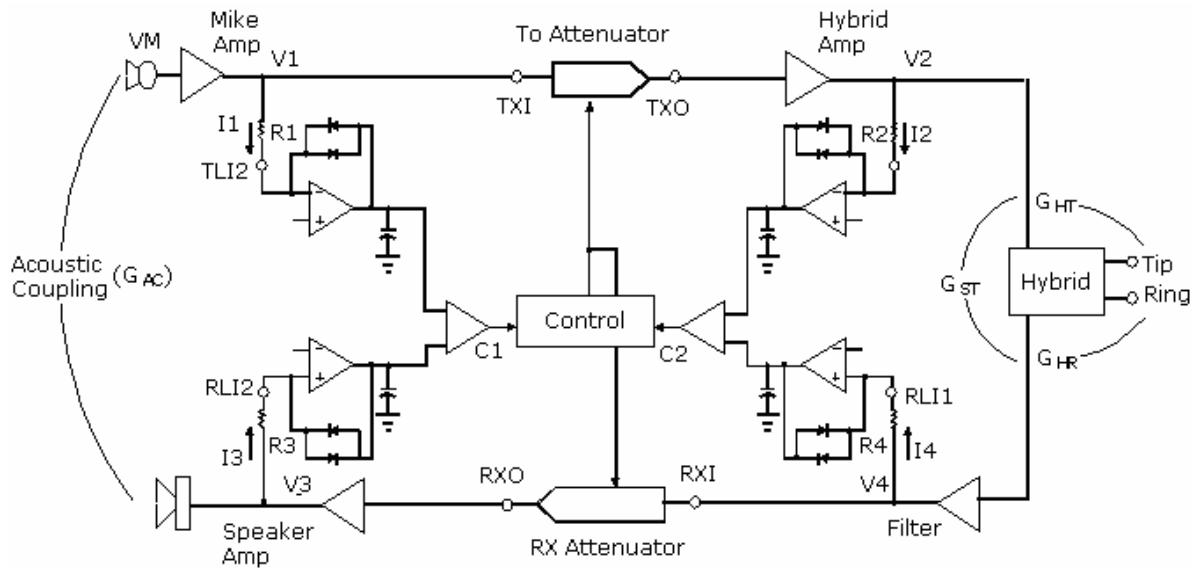 Mike
Amp
VM
V1
To Attenuator
Hybrid
Amp
V2
TXI
TXO
I1
R1
R2
I2
TLI2
−
+
−
+
GHT
Acoustic
Coupling
(GAC)
GST
Hybrid
Tip
Ring
Control
C1
C2
GHR
−
+
−
+
RLI2
RLI1
R3
R4
I3
I4
RXO
RXI
V3
V4
Speaker
Amp
RX Attenuator
Filter